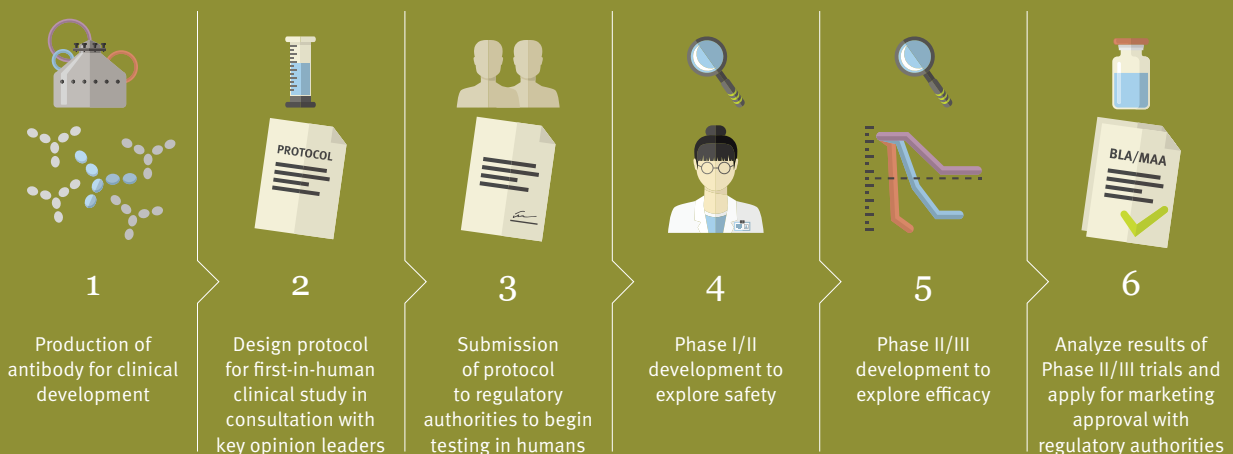 PROTOCOL
BLA/MAA
1
Production of
antibody for clinical
development
2
Design protocol
for first-in-human
clinical study in
consultation with
key opinion leaders
3
Submission
of protocol
to regulatory
authorities to begin
testing in humans
4
Phase I/II
development to
explore safety
5
Phase II/III
development to
explore efficacy
6
Analyze results of
Phase II/III trials and
apply for marketing
approval with
regulatory authorities